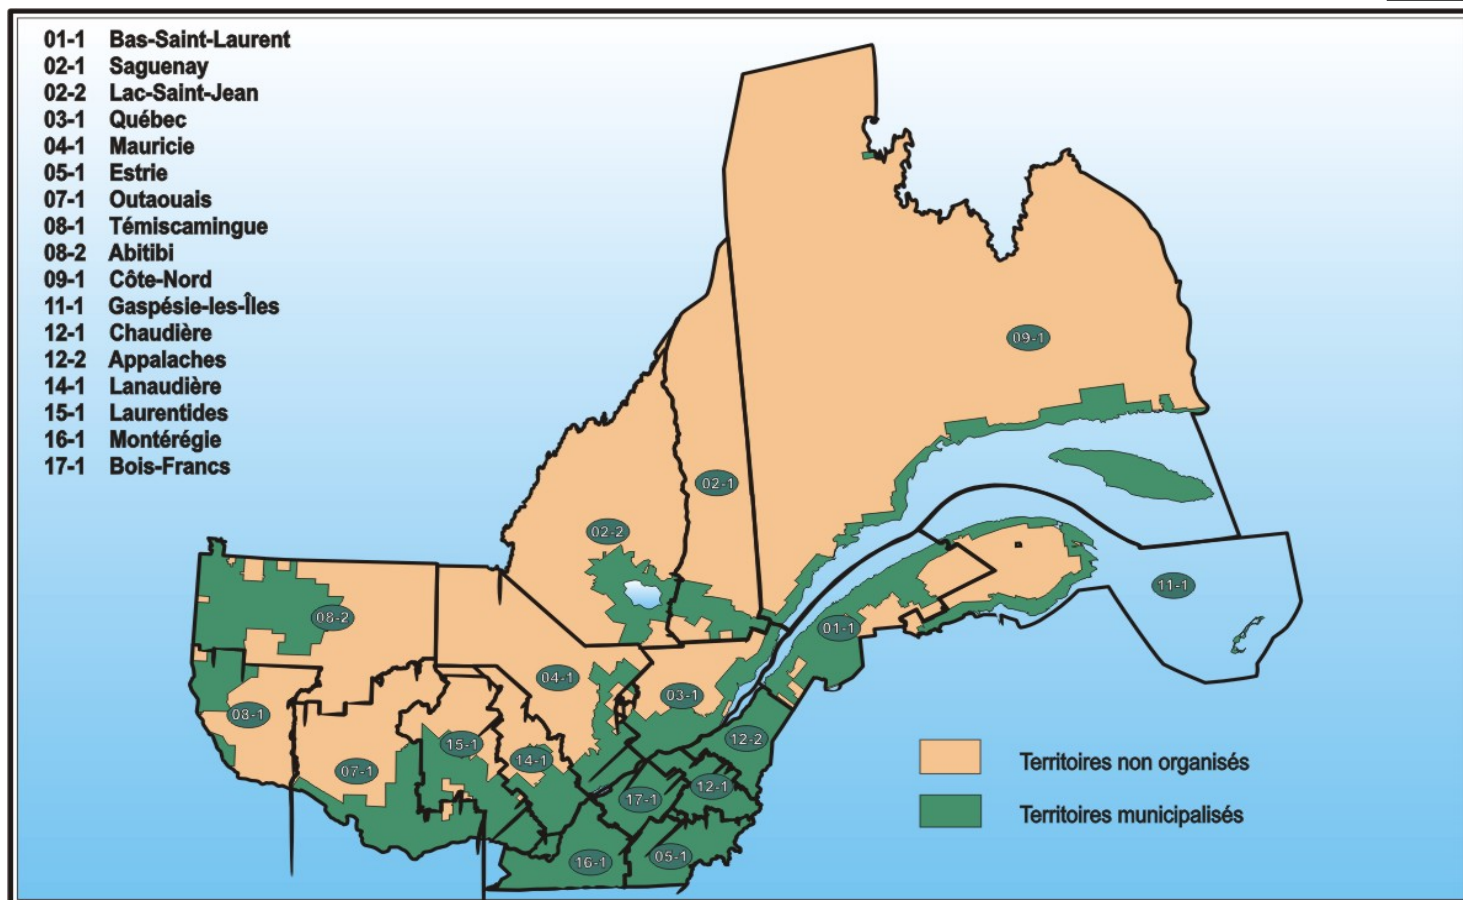 01-1 Bas-Saint-Laurent
02-1 Saguenay
02-2 Lac-Saint-Jean
03-1 Québec
04-1 Mauricie
05-1 Estrie
07-1 Outaouais
08-1 Témiscamingue
08-2 Abitibi
09-1 Côte-Nord
11-1 Gaspésie-les-Îles
12-1 Chaudière
12-2 Appalaches
14-1 Lanaudière
15-1 Laurentides
16-1 Montérégie
17-1 Bois-Francs
09-1
02-1
02-2
11-1
08-2
01-1
04-1
03-1
08-1
15-1
12-2
14-1
07-1
12-1
17-1
16-1
05-1
Territoires non organisés
Territoires municipalisés